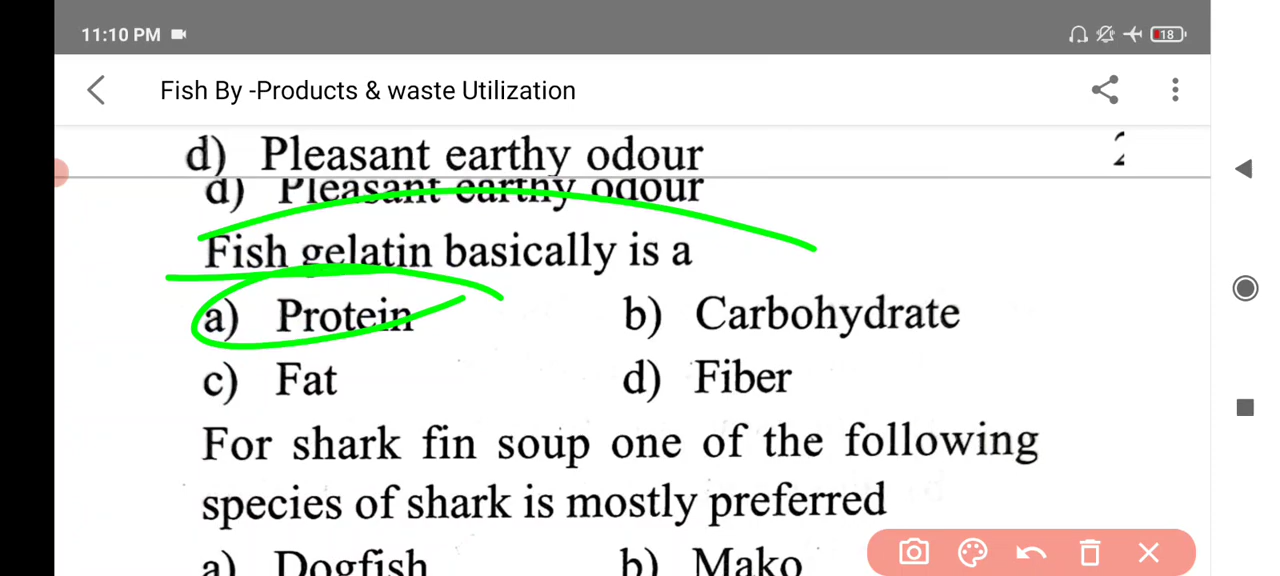 11:10 PM
18
Fish By -Products & waste Utilization
d) Pleasant earthy odour
2
d) Pleasant earthy odour
Fish gelatin basically is a
a) Protein b) Carbohydrate
c) Fat d) Fiber
For shark fin soup one of the following
species of shark is mostly preferred
a) Dogfish b) Mako